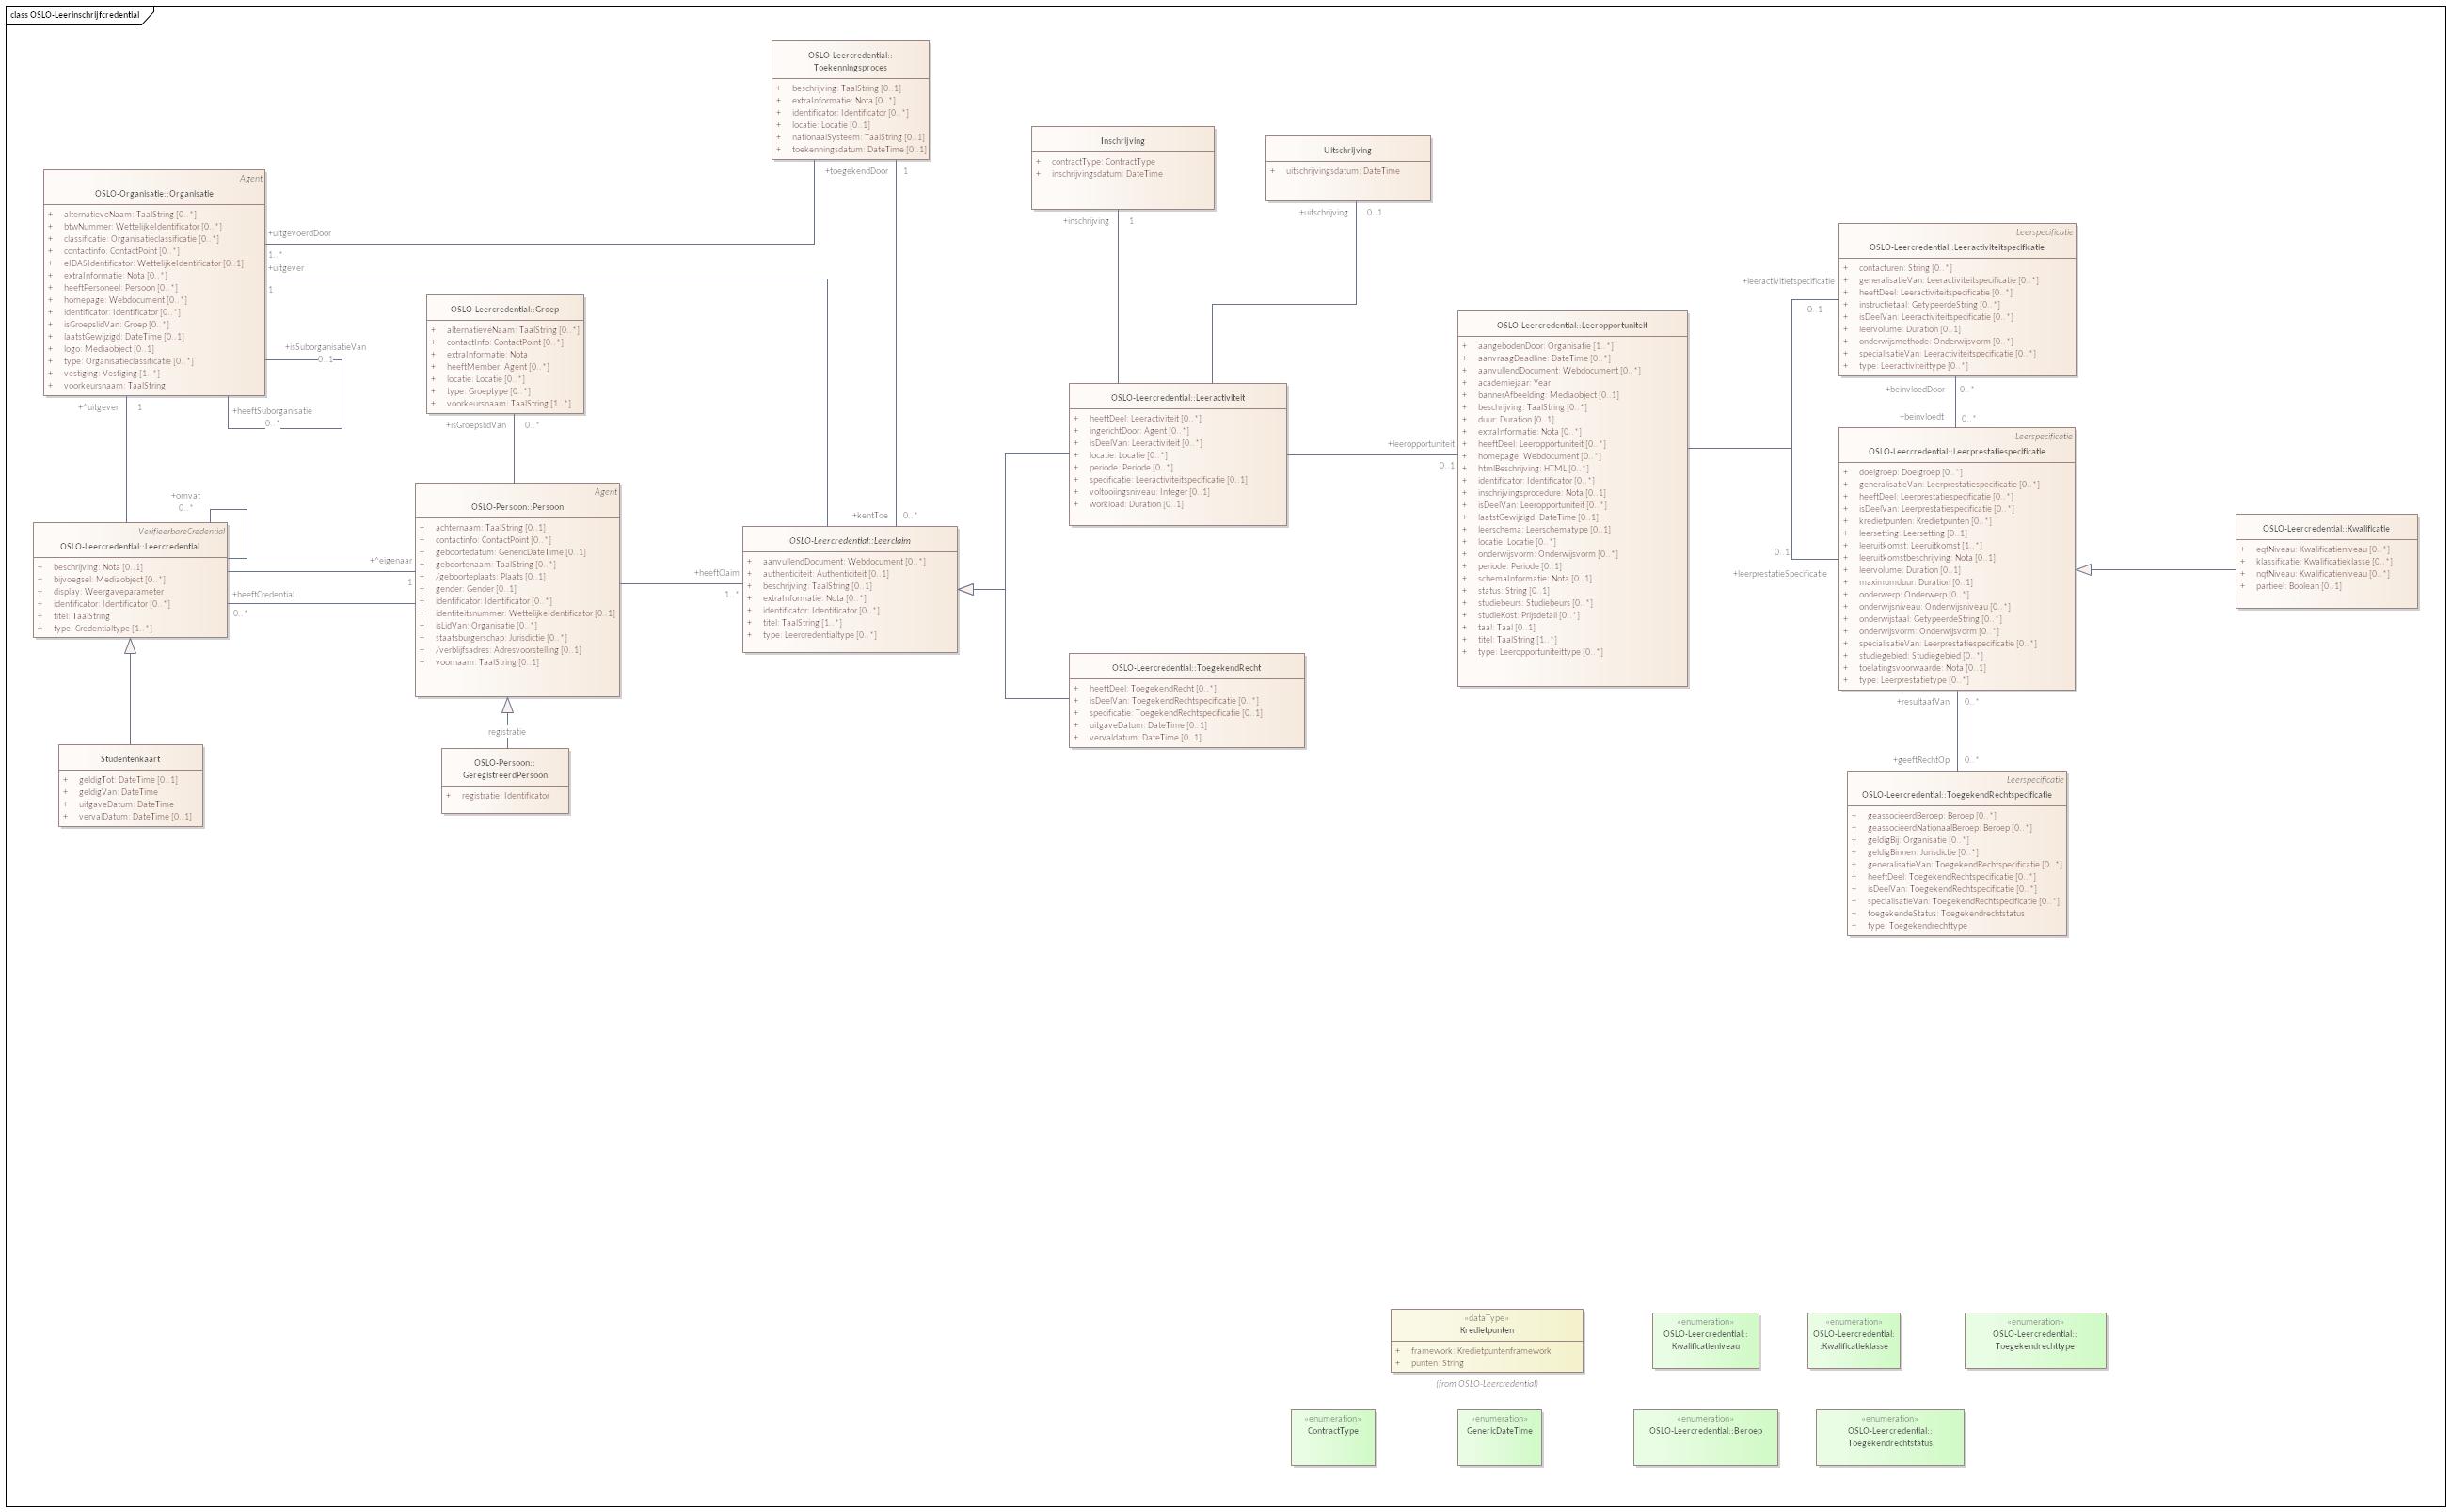 class OSLO-Leerinschrijfcredential
OSLO-Leercredential::
Toekenningsproces
+ beschrijving: TaalString [0..1]
+ extraInformatie: Nota [0..*]
+ identificator: Identificator [0..*]
+ locatie: Locatie [0..1]
+ nationaalSysteem: TaalString [0..1]
+ toekenningsdatum: DateTime [0..1]
+toegekendDoor 1
Inschrijving
+ contractType: ContractType
+ inschrijvingsdatum: DateTime
+inschrijving 1
Uitschrijving
+ uitschrijvingsdatum: DateTime
+uitschrijving 0..1
Agent
OSLO-Organisatie::Organisatie
+ alternatieveNaam: TaalString [0..*]
+ btwNummer: WettelijkeIdentificator [0..*]
+ classificatie: Organisatieclassificatie [0..*]
+ contactinfo: ContactPoint [0..*]
+ eIDASIdentificator: WettelijkeIdentificator [0..1]
+ extraInformatie: Nota [0..*]
+ heeftPersoneel: Persoon [0..*]
+ homepage: Webdocument [0..*]
+ identificator: Identificator [0..*]
+ isGroepslidVan: Groep [0..*]
+ laatstGewijzigd: DateTime [0..1]
+ logo: Mediaobject [0..1]
+ type: Organisatieclassificatie [0..*]
+ vestiging: Vestiging [1..*]
+ voorkeursnaam: TaalString
+uitgevoerdDoor
1..*
+uitgever
1
+isSuborganisatieVan
0..1
+heeftSuborganisatie
0..*
+^uitgever 1
OSLO-Leercredential::Groep
+ alternatieveNaam: TaalString [0..*]
+ contactInfo: ContactPoint [0..*]
+ extraInformatie: Nota
+ heeftMember: Agent [0..*]
+ locatie: Locatie [0..*]
+ type: Groeptype [0..*]
+ voorkeursnaam: TaalString [1..*]
+isGroepslidVan 0..*
+omvat
0..*
VerifieerbareCredential
OSLO-Leercredential::Leercredential
+ beschrijving: Nota [0..1]
+ bijvoegsel: Mediaobject [0..*]
+ display: Weergaveparameter
+ identificator: Identificator [0..*]
+ titel: TaalString
+ type: Credentialtype [1..*]
+^eigenaar
1
+heeftCredential
0..*
Agent
OSLO-Persoon::Persoon
+ achternaam: TaalString [0..1]
+ contactinfo: ContactPoint [0..*]
+ geboortedatum: GenericDateTime [0..1]
+ geboortenaam: TaalString [0..*]
+ /geboorteplaats: Plaats [0..1]
+ gender: Gender [0..1]
+ identificator: Identificator [0..*]
+ identiteitsnummer: WettelijkeIdentificator [0..1]
+ isLidVan: Organisatie [0..*]
+ staatsburgerschap: Jurisdictie [0..*]
+ /verblijfsadres: Adresvoorstelling [0..1]
+ voornaam: TaalString [0..1]
+heeftClaim
1..*
+kentToe 0..*
OSLO-Leercredential::Leerclaim
+ aanvullendDocument: Webdocument [0..*]
+ authenticiteit: Authenticiteit [0..1]
+ beschrijving: TaalString [0..1]
+ extraInformatie: Nota [0..*]
+ identificator: Identificator [0..*]
+ titel: TaalString [1..*]
+ type: Leercredentialtype [0..*]
registratie
OSLO-Persoon::
GeregistreerdPersoon
+ registratie: Identificator
Studentenkaart
+ geldigTot: DateTime [0..1]
+ geldigVan: DateTime
+ uitgaveDatum: DateTime
+ vervalDatum: DateTime [0..1]
OSLO-Leercredential::Leeractiviteit
+ heeftDeel: Leeractiviteit [0..*]
+ ingerichtDoor: Agent [0..*]
+ isDeelVan: Leeractiviteit [0..*]
+ locatie: Locatie [0..*]
+ periode: Periode [0..*]
+ specificatie: Leeractiviteitspecificatie [0..1]
+ voltooiingsniveau: Integer [0..1]
+ workload: Duration [0..1]
+leeropportuniteit
0..1
OSLO-Leercredential::ToegekendRecht
+ heeftDeel: ToegekendRecht [0..*]
+ isDeelVan: ToegekendRechtspecificatie [0..*]
+ specificatie: ToegekendRechtspecificatie [0..1]
+ uitgaveDatum: DateTime [0..1]
+ vervaldatum: DateTime [0..1]
OSLO-Leercredential::Leeropportuniteit
+ aangebodenDoor: Organisatie [1..*]
+ aanvraagDeadline: DateTime [0..*]
+ aanvullendDocument: Webdocument [0..*]
+ academiejaar: Year
+ bannerAfbeelding: Mediaobject [0..1]
+ beschrijving: TaalString [0..*]
+ duur: Duration [0..1]
+ extraInformatie: Nota [0..*]
+ heeftDeel: Leeropportuniteit [0..*]
+ homepage: Webdocument [0..*]
+ htmlBeschrijving: HTML [0..*]
+ identificator: Identificator [0..*]
+ inschrijvingsprocedure: Nota [0..1]
+ isDeelVan: Leeropportuniteit [0..*]
+ laatstGewijzigd: DateTime [0..1]
+ leerschema: Leerschematype [0..1]
+ locatie: Locatie [0..*]
+ onderwijsvorm: Onderwijsvorm [0..*]
+ periode: Periode [0..1]
+ schemaInformatie: Nota [0..1]
+ status: String [0..1]
+ studiebeurs: Studiebeurs [0..*]
+ studieKost: Prijsdetail [0..*]
+ taal: Taal [0..1]
+ titel: TaalString [1..*]
+ type: Leeropportuniteittype [0..*]
+leeractivitietspecificatie
0..1
0..1
+leerprestatieSpecificatie
Leerspecificatie
OSLO-Leercredential::Leeractiviteitspecificatie
+ contacturen: String [0..*]
+ generalisatieVan: Leeractiviteitspecificatie [0..*]
+ heeftDeel: Leeractiviteitspecificatie [0..*]
+ instructietaal: GetypeerdeString [0..*]
+ isDeelVan: Leeractiviteitspecificatie [0..*]
+ leervolume: Duration [0..1]
+ onderwijsmethode: Onderwijsvorm [0..*]
+ specialisatieVan: Leeractiviteitspecificatie [0..*]
+ type: Leeractiviteittype [0..*]
+beinvloedDoor 0..*
+beinvloedt 0..*
Leerspecificatie
OSLO-Leercredential::Leerprestatiespecificatie
+ doelgroep: Doelgroep [0..*]
+ generalisatieVan: Leerprestatiespecificatie [0..*]
+ heeftDeel: Leerprestatiespecificatie [0..*]
+ isDeelVan: Leerprestatiespecificatie [0..*]
+ kredietpunten: Kredietpunten [0..*]
+ leersetting: Leersetting [0..1]
+ leeruitkomst: Leeruitkomst [1..*]
+ leeruitkomstbeschrijving: Nota [0..1]
+ leervolume: Duration [0..1]
+ maximumduur: Duration [0..1]
+ onderwerp: Onderwerp [0..*]
+ onderwijsniveau: Onderwijsniveau [0..*]
+ onderwijstaal: GetypeerdeString [0..*]
+ onderwijsvorm: Onderwijsvorm [0..*]
+ specialisatieVan: Leerprestatiespecificatie [0..*]
+ studiegebied: Studiegebied [0..*]
+ toelatingsvoorwaarde: Nota [0..1]
+ type: Leerprestatietype [0..*]
+resultaatVan 0..*
+geeftRechtOp 0..*
OSLO-Leercredential::Kwalificatie
+ eqfNiveau: Kwalificatieniveau [0..*]
+ klassificatie: Kwalificatieklasse [0..*]
+ nqfNiveau: Kwalificatieniveau [0..*]
+ partieel: Boolean [0..1]
Leerspecificatie
OSLO-Leercredential::ToegekendRechtspecificatie
+ geassocieerdBeroep: Beroep [0..*]
+ geassocieerdNationaalBeroep: Beroep [0..*]
+ geldigBij: Organisatie [0..*]
+ geldigBinnen: Jurisdictie [0..*]
+ generalisatieVan: ToegekendRechtspecificatie [0..*]
+ heeftDeel: ToegekendRechtspecificatie [0..*]
+ isDeelVan: ToegekendRechtspecificatie [0..*]
+ specialisatieVan: ToegekendRechtspecificatie [0..*]
+ toegekendeStatus: Toegekendrechtstatus
+ type: Toegekendrechttype
«dataType»
Kredietpunten
+ framework: Kredietpuntenframework
+ punten: String
(from OSLO-Leercredential)
«enumeration»
OSLO-Leercredential::
Kwalificatieniveau
«enumeration»
OSLO-Leercredential:
:Kwalificatieklasse
«enumeration»
OSLO-Leercredential::
Toegekendrechttype
«enumeration»
ContractType
«enumeration»
GenericDateTime
«enumeration»
OSLO-Leercredential::Beroep
«enumeration»
OSLO-Leercredential::
Toegekendrechtstatus